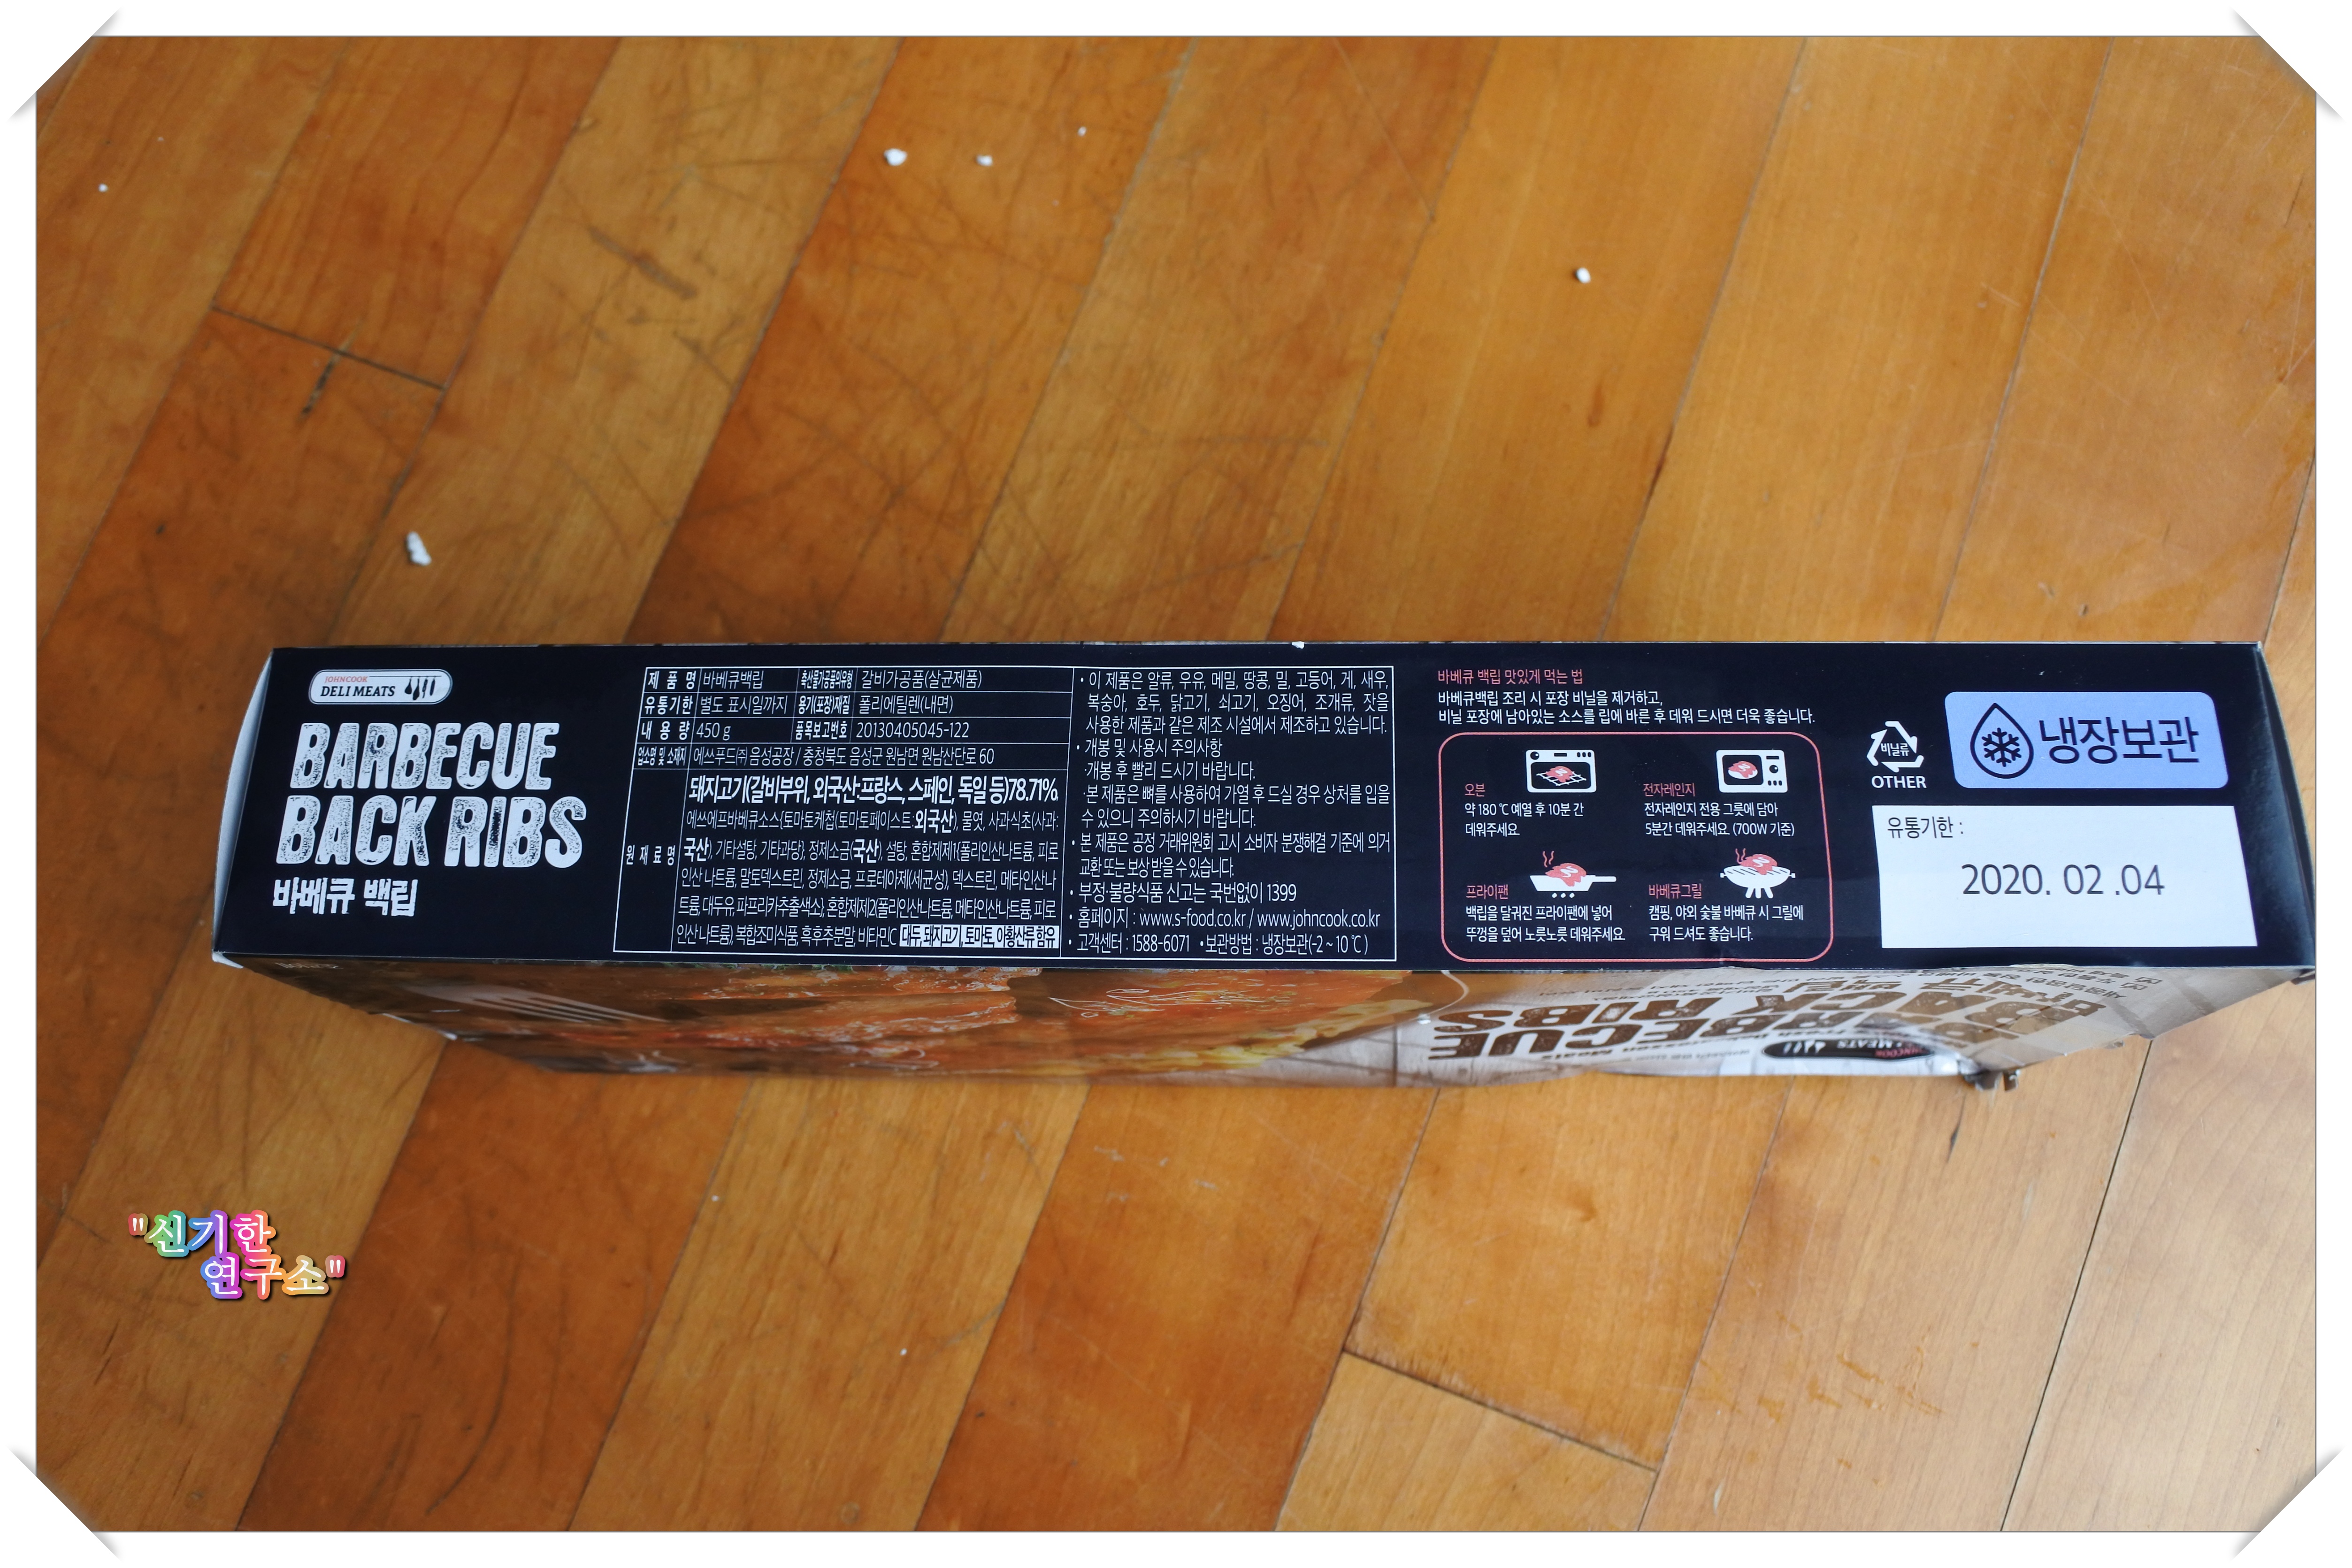 JOHNCOOK
DELI MEATS
BARBECUE
BACK RIBS
바베큐 백립
제품명 바베큐백립 축산물가공품의유형 갈비가공품(살균제품)
유통기한 별도 표시일까지 용기(포장)재질 폴리에틸렌(내면)
내용량 450 g 품목보고번호 20130405045-122
업소명 및 소재지 에쓰푸드㈜ 음성공장 / 충청북도 음성군 원남면 원남산단로 60
원재료명
돼지고기(갈비부위, 외국산:프랑스, 스페인, 독일 등)78.71%,
에쓰에프바베큐소스{토마토케첩(토마토페이스트:외국산), 물엿, 사과식초(사과:
국산), 기타설탕, 기타과당}, 정제소금(국산), 설탕, 혼합제제1{폴리인산나트륨, 피로
인산 나트륨, 말토덱스트린, 정제소금, 프로테아제(세균성), 덱스트린, 메타인산나
트륨, 대두유, 파프리카추출색소}, 혼합제제2(폴리인산나트륨, 메타인산나트륨, 피로
인산나트륨), 복합조미식품, 흑후추분말, 비타민C 대두, 돼지고기, 토마토, 아황산류 함유
• 이 제품은 알류, 우유, 메밀, 땅콩, 밀, 고등어, 게, 새우,
복숭아, 호두, 닭고기, 쇠고기, 오징어, 조개류, 잣을
사용한 제품과 같은 제조 시설에서 제조하고 있습니다.
• 개봉 및 사용시 주의사항
·개봉 후 빨리 드시기 바랍니다.
·본 제품은 뼈를 사용하여 가열 후 드실 경우 상처를 입을
수 있으니 주의하시기 바랍니다.
• 본 제품은 공정 거래위원회 고시 소비자 분쟁해결 기준에 의거
교환 또는 보상 받을 수 있습니다.
• 부정·불량식품 신고는 국번없이 1399
• 홈페이지 : www.s-food.co.kr / www.johncook.co.kr
• 고객센터 : 1588-6071 •보관방법 : 냉장보관(-2 ~ 10 ℃ )
바베큐 백립 맛있게 먹는 법
바베큐백립 조리 시 포장 비닐을 제거하고,
비닐 포장에 남아있는 소스를 립에 바른 후 데워 드시면 더욱 좋습니다.
오븐
약 180 ℃ 예열 후 10분 간
데워주세요.
전자레인지
전자레인지 전용 그릇에 담아
5분간 데워주세요. (700W 기준)
프라이팬
백립을 달궈진 프라이팬에 넣어
뚜껑을 덮어 노릇노릇 데워주세요.
바베큐그릴
캠핑, 야외 숯불 바베큐 시 그릴에
구워 드셔도 좋습니다.
비닐류
OTHER
냉장보관
유통기한 :
2020. 02 .04
BARBECUE
BACK RIBS
"신기한
연구소"